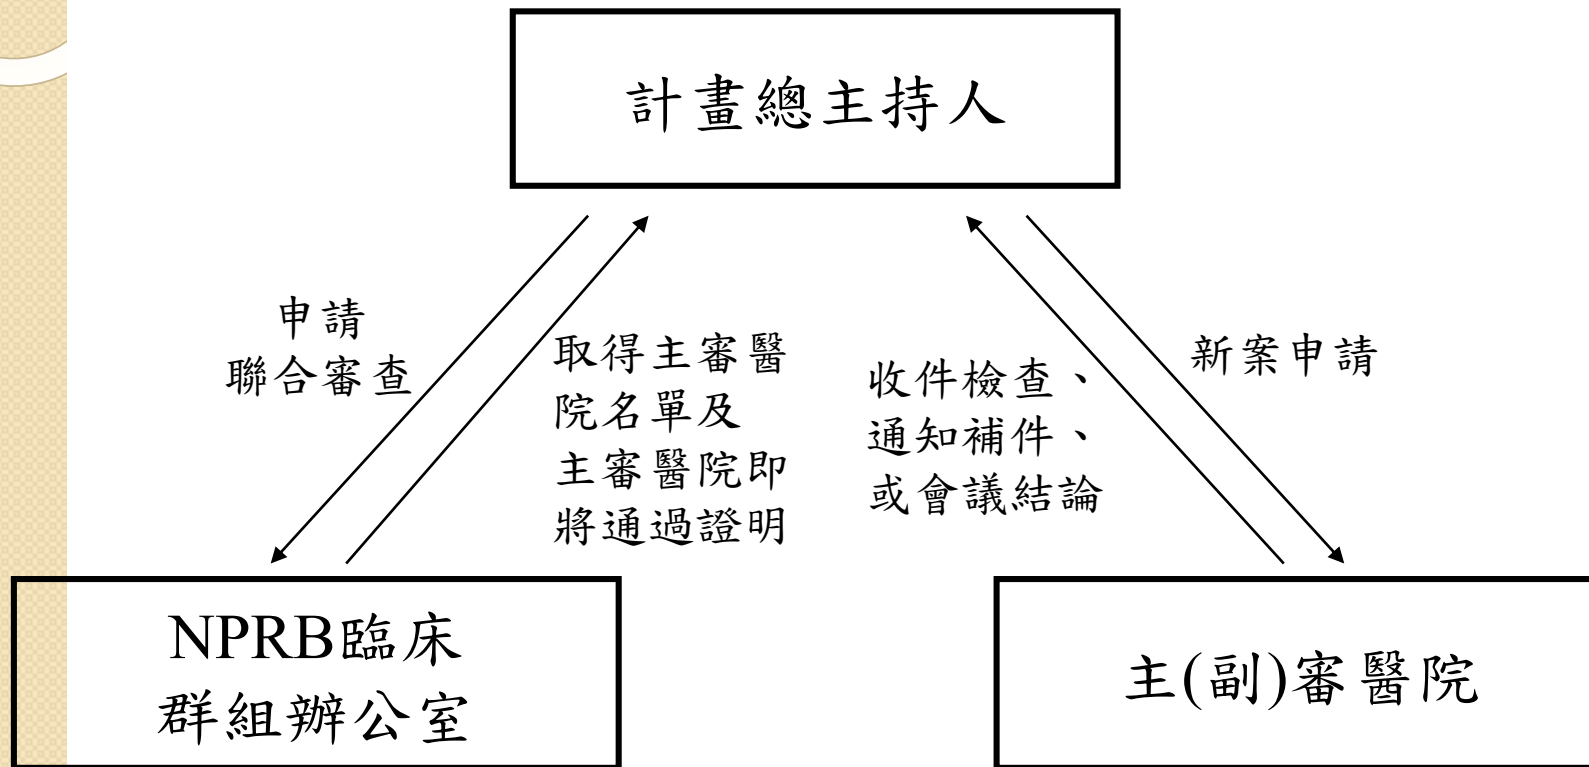 計畫總主持人
申請
聯合審查
取得主審醫
院名單及
主審醫院即
將通過證明
收件檢查、
通知補件、
或會議結論
新案申請
NPRB臨床
群組辦公室
主(副)審醫院